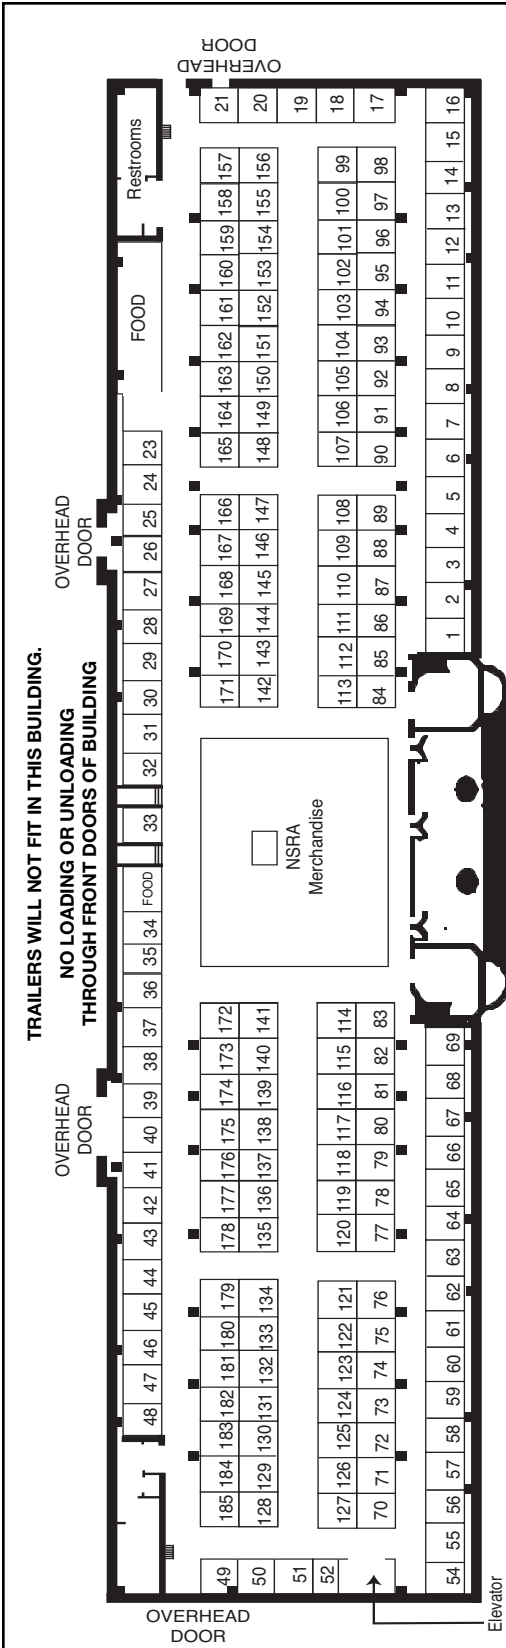 TRAILERS WILL NOT FIT IN THIS BUILDING.
NO LOADING OR UNLOADING
THROUGH FRONT DOORS OF BUILDING
OVERHEAD
DOOR
OVERHEAD
DOOR
48 47 46 45 44 43 42 41 40 39 38 37 36 35 34 FOOD 33 32 31 30 29 28 27 26 25 24 23 FOOD Restrooms
OVERHEAD
DOOR
OVERHEAD
DOOR
49 185 184 183 182 181 180 179 178 177 176 175 174 173 172 171 170 169 168 167 166 165 164 163 162 161 160 159 158 157 21
50 128 129 130 131 132 133 134 135 136 137 138 139 140 141 142 143 144 145 146 147 148 149 150 151 152 153 154 155 156 20
51 19
NSRA
Merchandise
52 127 126 125 124 123 122 121 120 119 118 117 116 115 114 113 112 111 110 109 108 107 106 105 104 103 102 101 100 99 18
70 71 72 73 74 75 76 77 78 79 80 81 82 83 84 85 86 87 88 89 90 91 92 93 94 95 96 97 98 17
54 55 56 57 58 59 60 61 62 63 64 65 66 67 68 69 1 2 3 4 5 6 7 8 9 10 11 12 13 14 15 16
Elevator